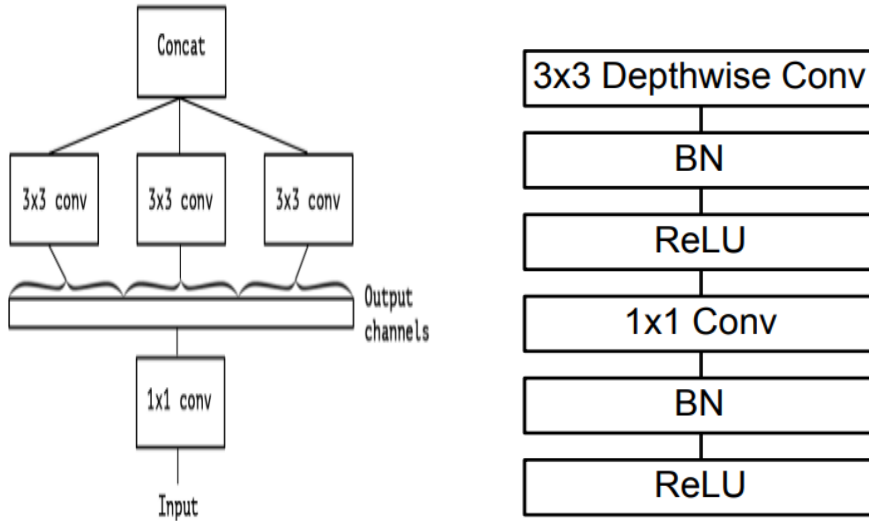 Concat
3x3 conv
3x3 conv
3x3 conv
Output
channels
1x1 conv
Input
3x3 Depthwise Conv
BN
ReLU
1x1 Conv
BN
ReLU